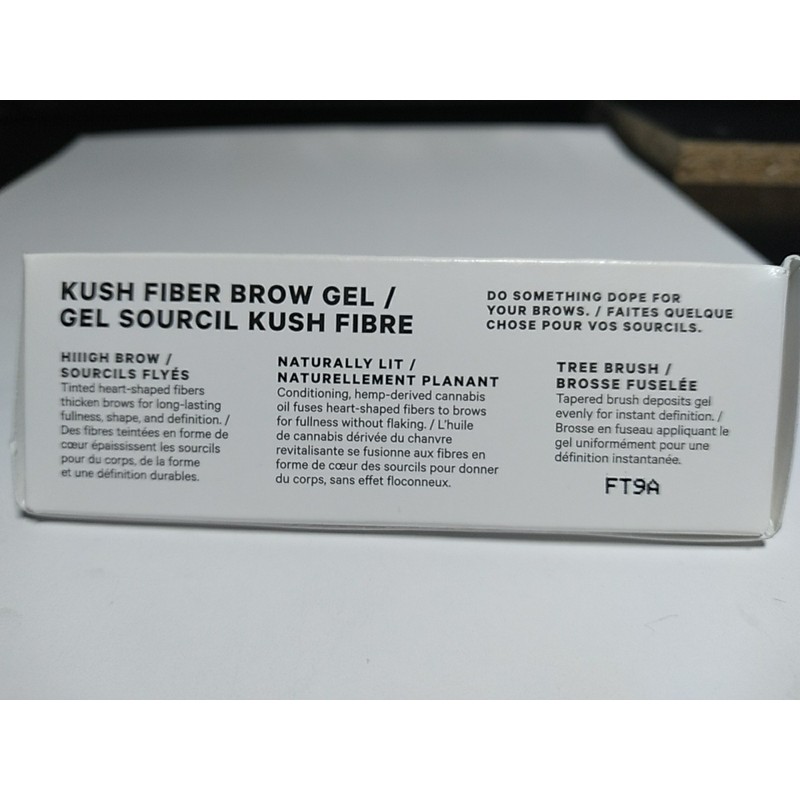 KUSH FIBER BROW GEL /
GEL SOURCIL KUSH FIBRE
DO SOMETHING DOPE FOR
YOUR BROWS. / FAITES QUELQUE
CHOSE POUR VOS SOURCILS.
HIIIGH BROW /
SOURCILS FLYÉS
Tinted heart-shaped fibers
thicken brows for long-lasting
fullness, shape, and definition. /
Des fibres teintées en forme de
cœur épaississent les sourcils
pour du corps, de la forme
et une définition durables.
NATURALLY LIT /
NATURELLEMENT PLANANT
Conditioning, hemp-derived cannabis
oil fuses heart-shaped fibers to brows
for fullness without flaking. / L'huile
de cannabis dérivée du chanvre
revitalisante se fusionne aux fibres en
forme de cœur des sourcils pour donner
du corps, sans effet floconneux.
TREE BRUSH /
BROSSE FUSELÉE
Tapered brush deposits gel
evenly for instant definition. /
Brosse en fuseau appliquant le
gel uniformément pour une
définition instantanée.
FT9A